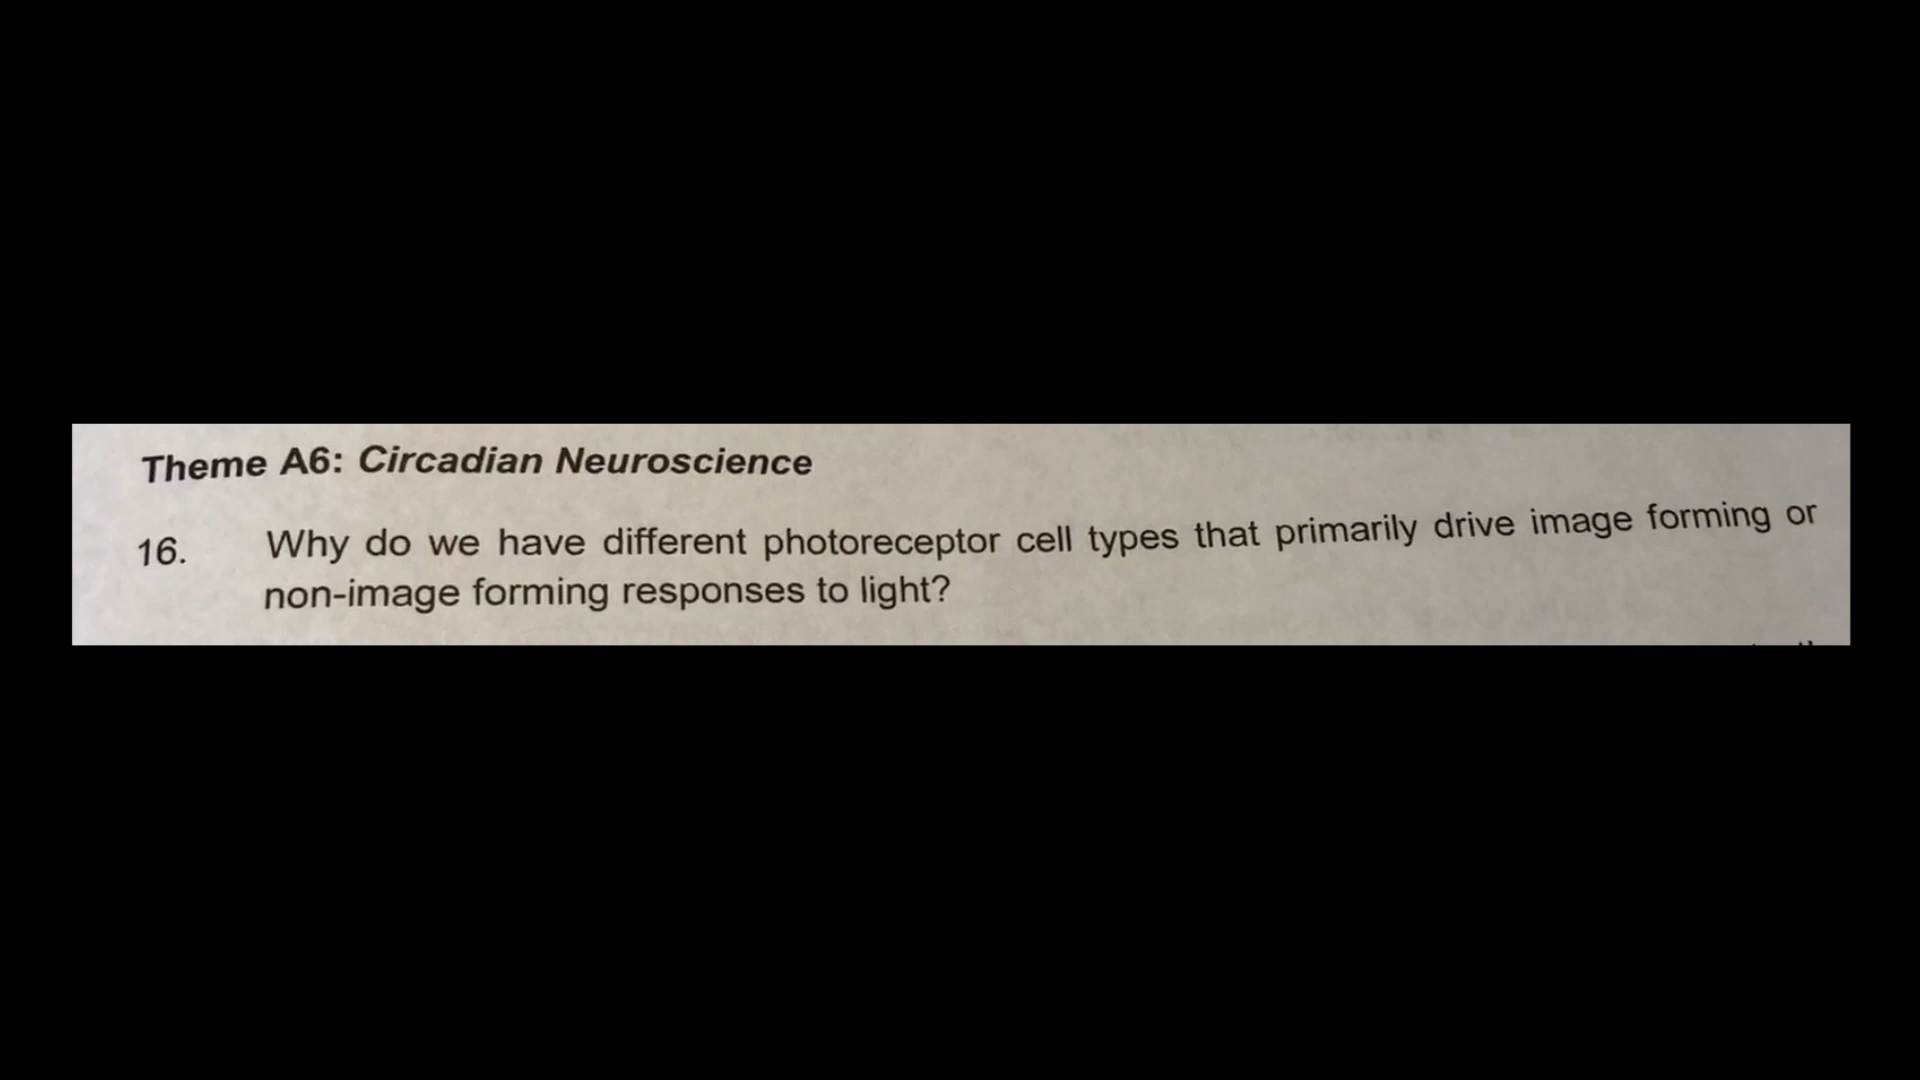 Theme A6: Circadian Neuroscience
16. Why do we have different photoreceptor cell types that primarily drive image forming or
non-image forming responses to light?